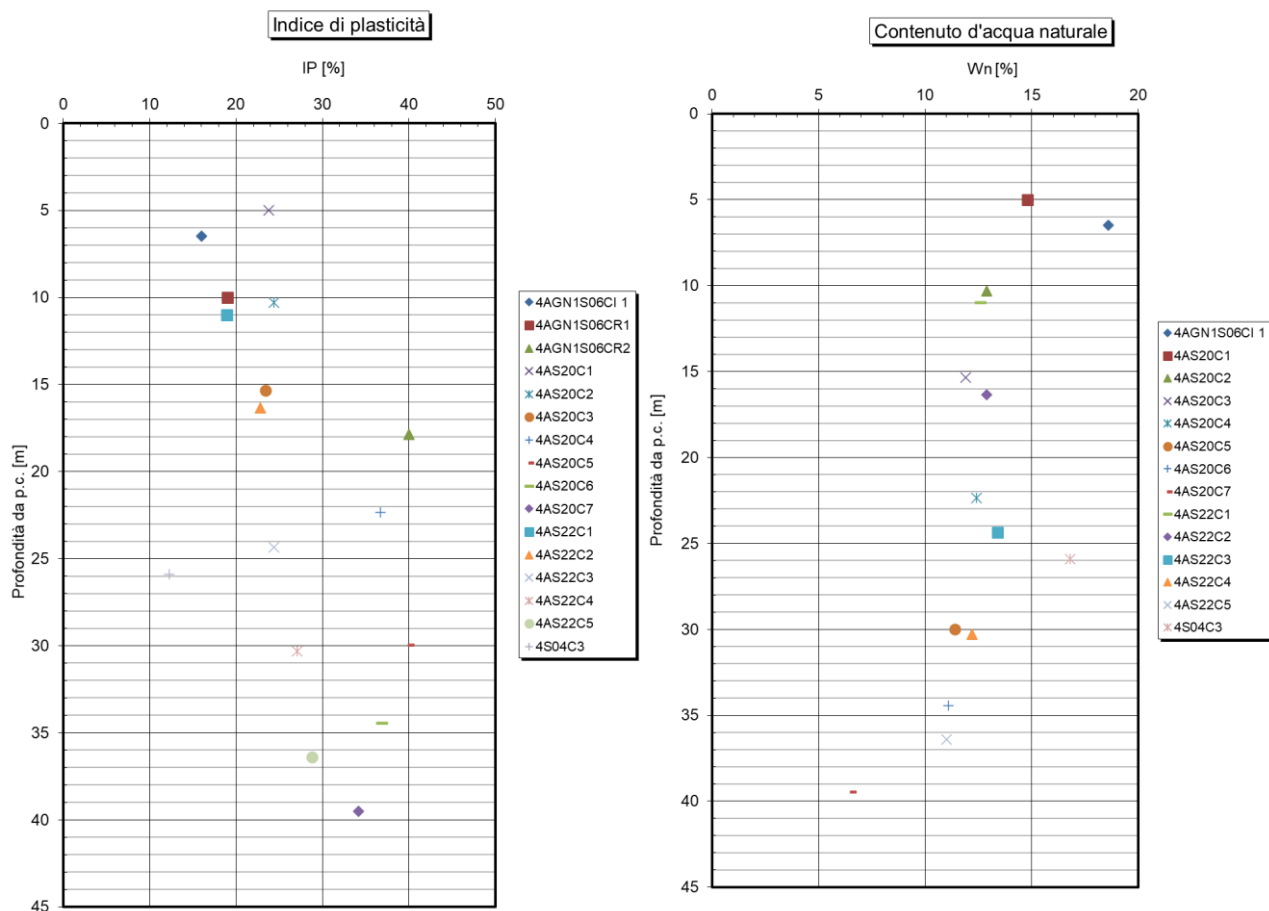 Indice di plasticità
IP [%]
0 10 20 30 40 50
0
5
10
15
20
25
30
35
40
45
Profondità da p.c. [m]
4AGN1S06CI 1
4AGN1S06CR1
4AGN1S06CR2
4AS20C1
4AS20C2
4AS20C3
4AS20C4
4AS20C5
4AS20C6
4AS20C7
4AS22C1
4AS22C2
4AS22C3
4AS22C4
4AS22C5
4S04C3
Contenuto d'acqua naturale
Wn [%]
0 5 10 15 20
0
5
10
15
20
25
30
35
40
45
Profondità da p.c. [m]
4AGN1S06CI 1
4AS20C1
4AS20C2
4AS20C3
4AS20C4
4AS20C5
4AS20C6
4AS20C7
4AS22C1
4AS22C2
4AS22C3
4AS22C4
4AS22C5
4S04C3